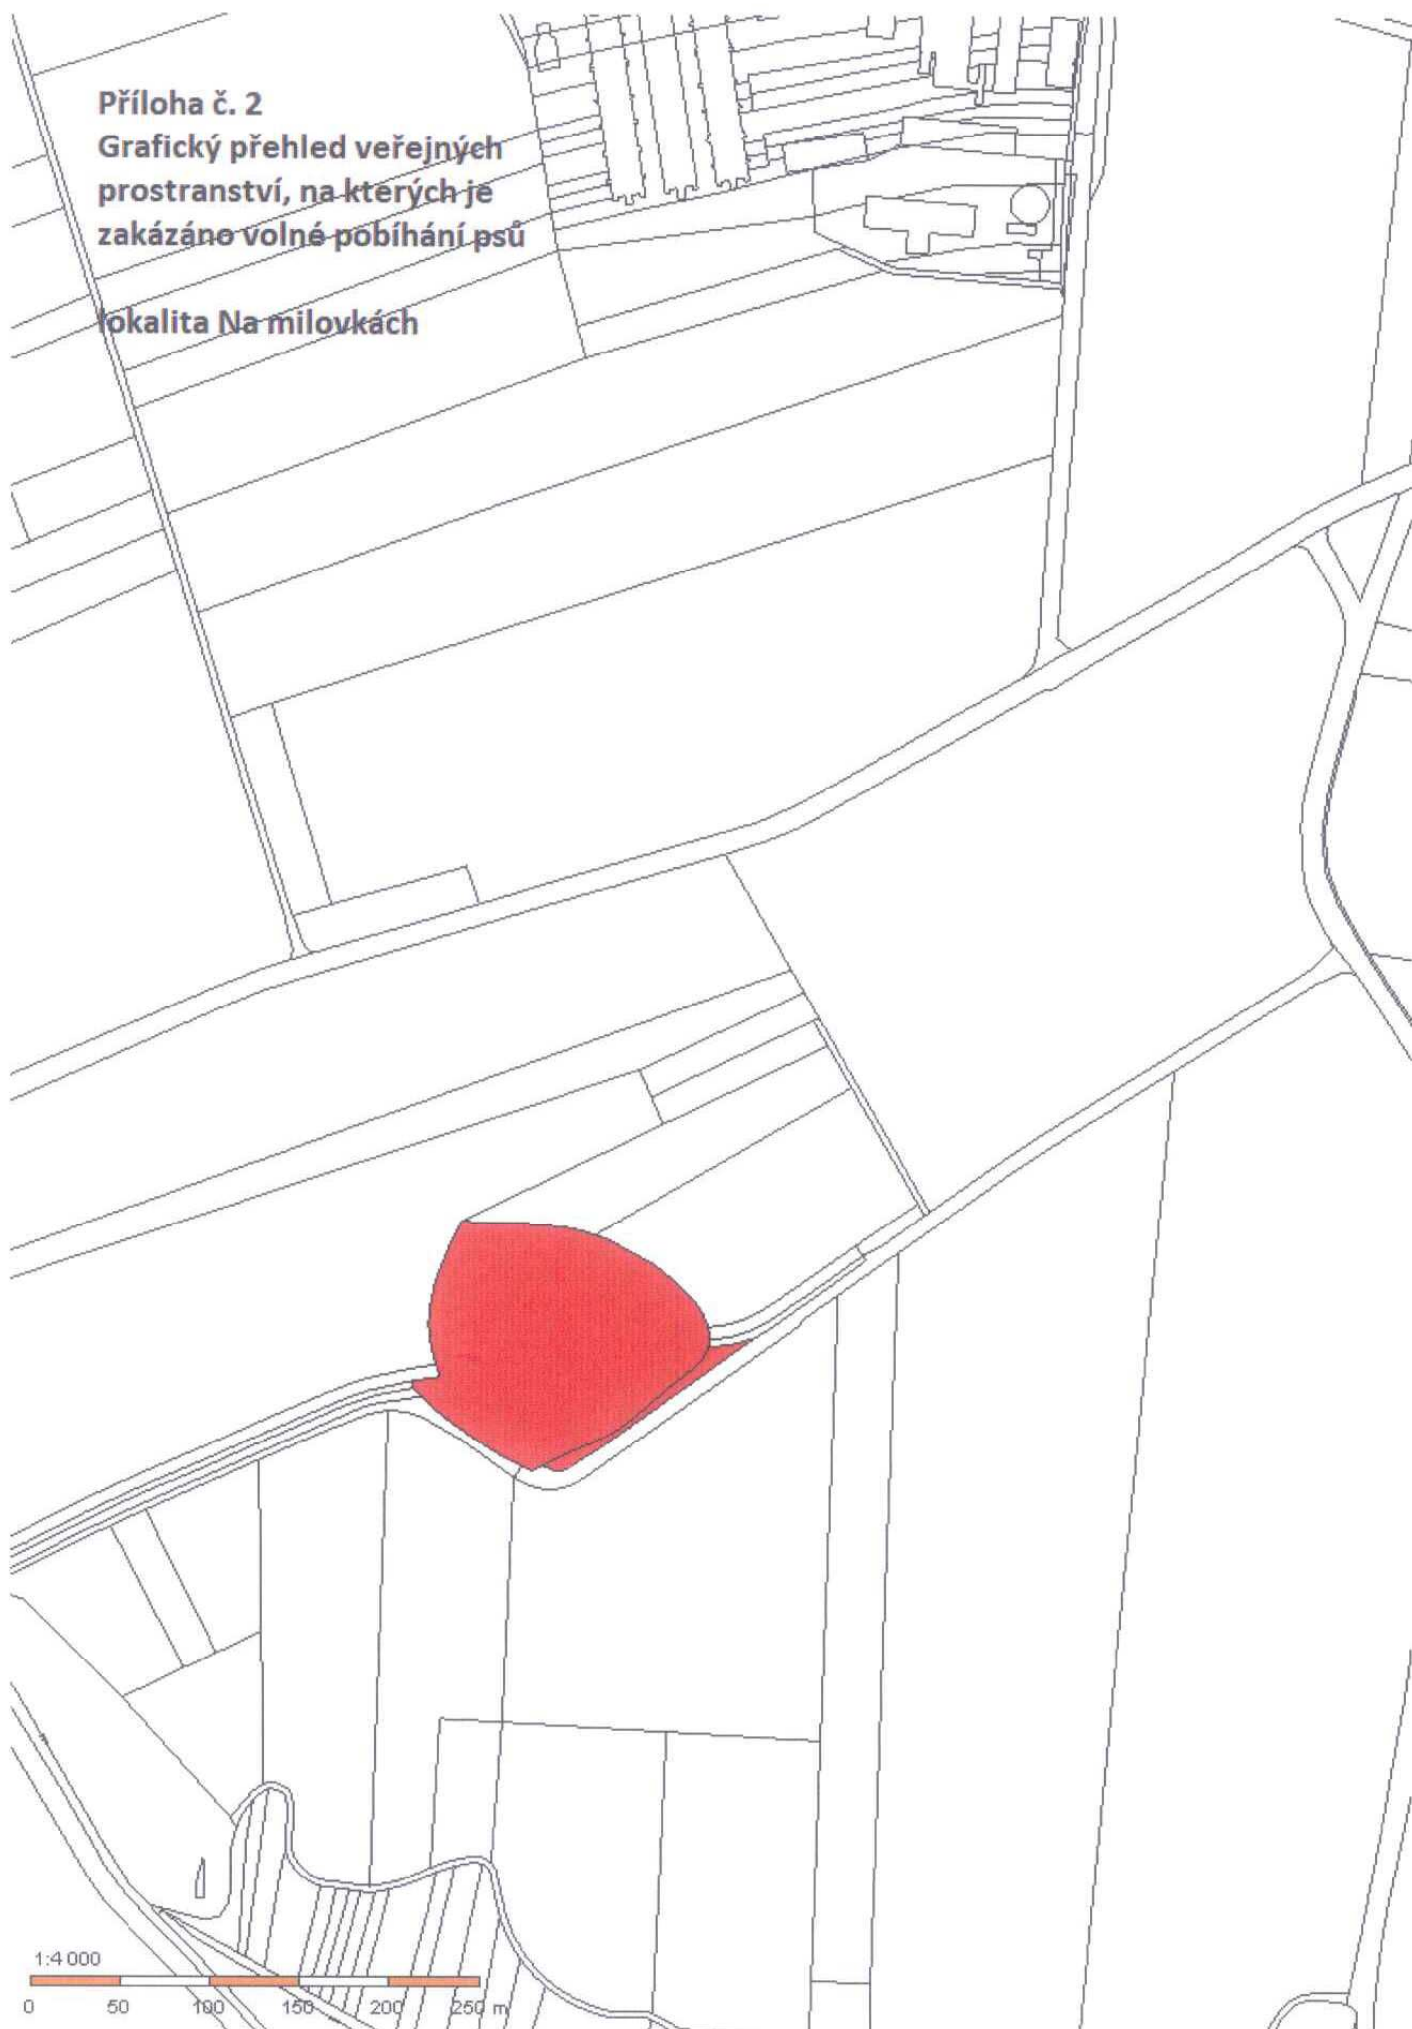 Příloha č. 2
Grafický přehled veřejných
prostranství, na kterých je
zakázáno volné pobíhání psů
lokalita Na milovkách
1:4 000
0 50 100 150 200 250 m